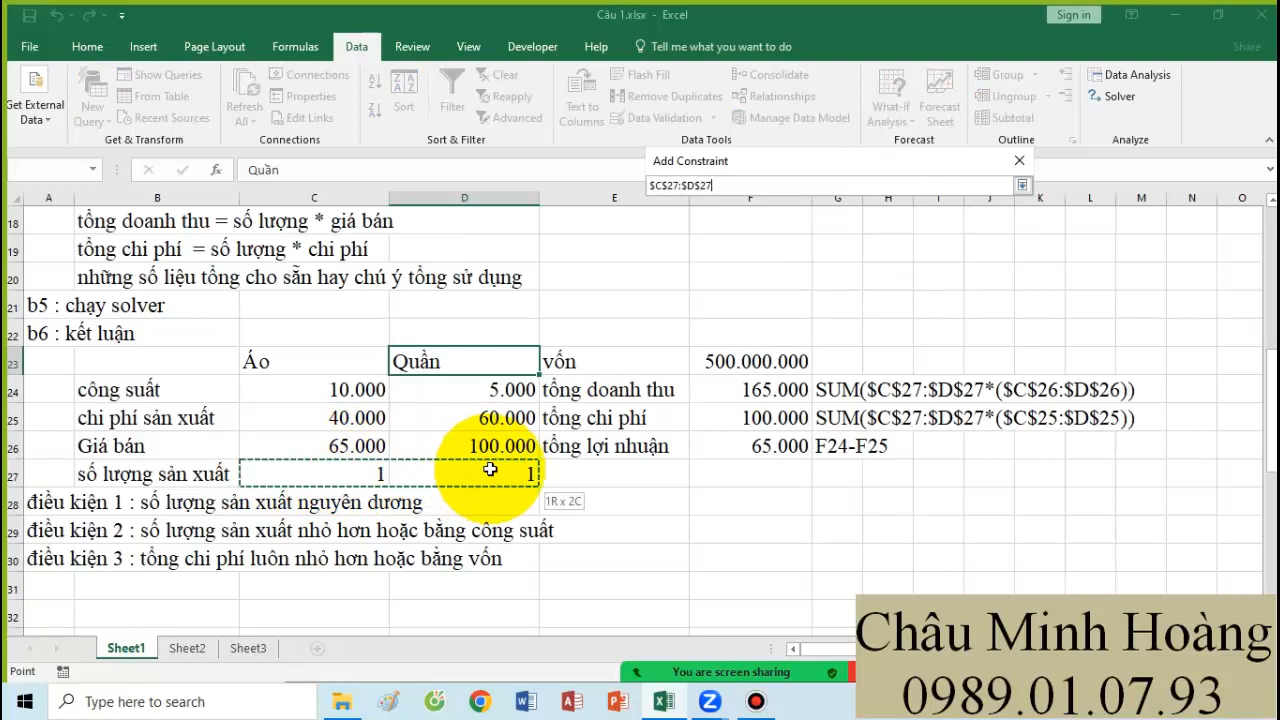 Câu 1.xlsx - Excel
Sign in
File Home Insert Page Layout Formulas Data Review View Developer Help Tell me what you want to do Share
Get External Data
New Query
Show Queries
From Table
Recent Sources
Get & Transform
Refresh All
Connections
Properties
Edit Links
Connections
Sort
Filter
Clear
Reapply
Advanced
Sort & Filter
Text to Columns
Flash Fill
Remove Duplicates
Data Validation
Consolidate
Relationships
Manage Data Model
Data Tools
What-If Analysis
Forecast Sheet
Forecast
Group
Ungroup
Subtotal
Outline
Data Analysis
Solver
Analyze
fx Quần
Add Constraint
$C$27:$D$27
A B C D E F G H I J K L M N O
18 tổng doanh thu = số lượng * giá bán
19 tổng chi phí = số lượng * chi phí
20 những số liệu tổng cho sẵn hay chú ý tổng sử dụng
21 b5 : chạy solver
22 b6 : kết luận
23 Áo Quần vốn 500.000.000
24 công suất 10.000 5.000 tổng doanh thu 165.000 SUM($C$27:$D$27*($C$26:$D$26))
25 chi phí sản xuất 40.000 60.000 tổng chi phí 100.000 SUM($C$27:$D$27*($C$25:$D$25))
26 Giá bán 65.000 100.000 tổng lợi nhuận 65.000 F24-F25
27 số lượng sản xuất 1 1
28 điều kiện 1 : số lượng sản xuất nguyên dương 1R x 2C
29 điều kiện 2 : số lượng sản xuất nhỏ hơn hoặc bằng công suất
30 điều kiện 3 : tổng chi phí luôn nhỏ hơn hoặc bằng vốn
31
32
Châu Minh Hoàng
0989.01.07.93
Sheet1 Sheet2 Sheet3
Point
You are screen sharing
Type here to search